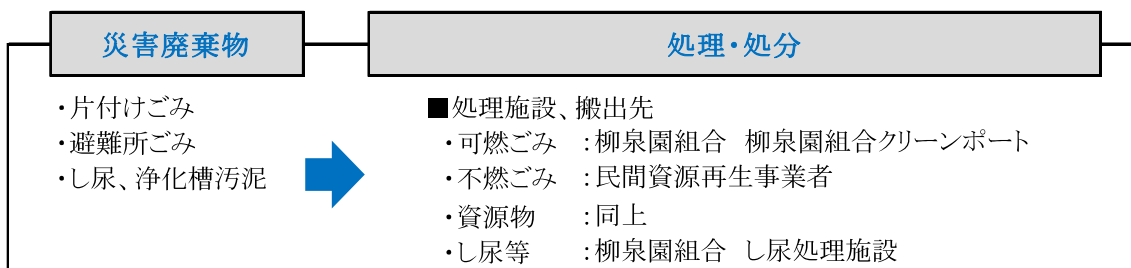 災害廃棄物
処理・処分
・片付けごみ
・避難所ごみ
・し尿、浄化槽汚泥
■処理施設、搬出先
・可燃ごみ ：柳泉園組合 柳泉園組合クリーンポート
・不燃ごみ ：民間資源再生事業者
・資源物 ：同上
・し尿等 ：柳泉園組合 し尿処理施設